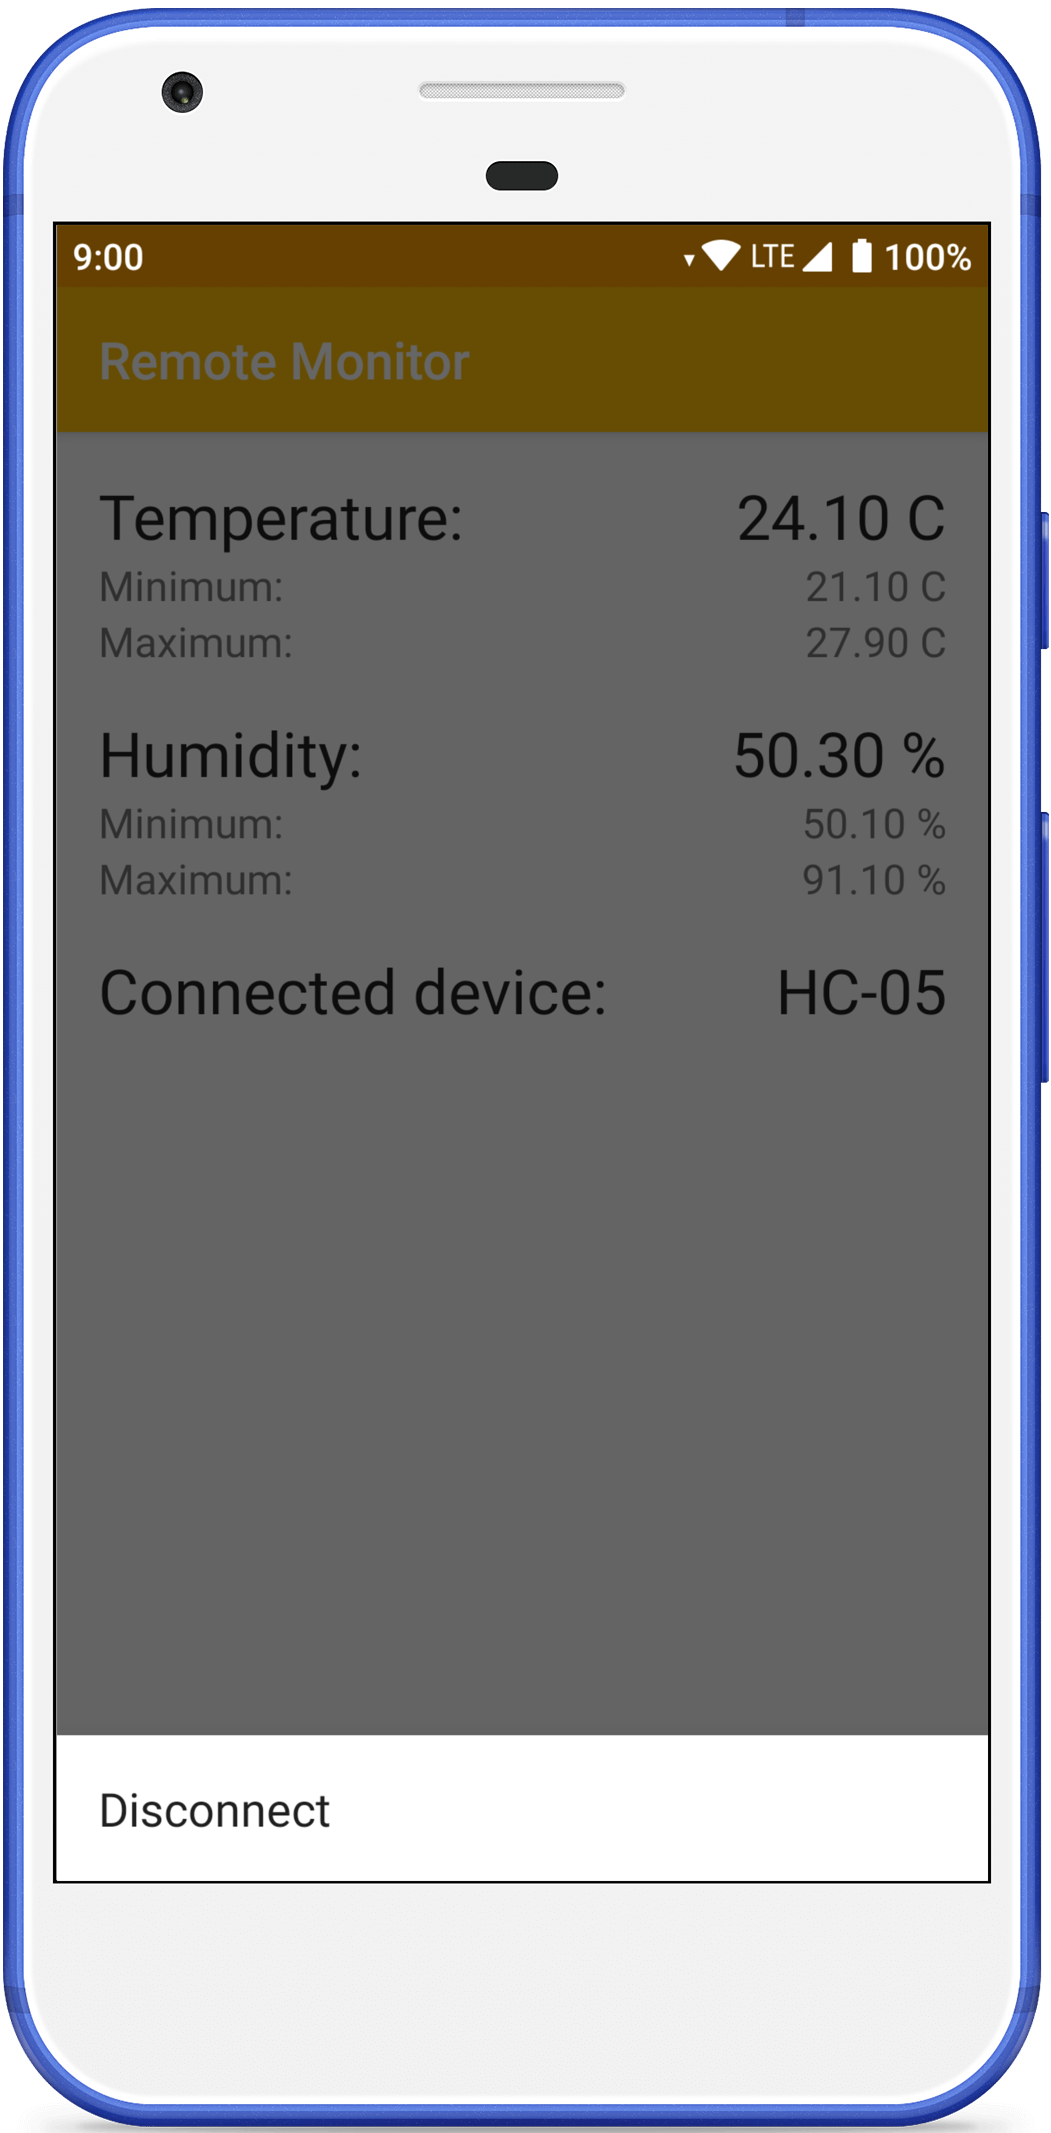 9:00 LTE 100%
Remote Monitor
Temperature: 24.10 C
Minimum: 21.10 C
Maximum: 27.90 C
Humidity: 50.30 %
Minimum: 50.10 %
Maximum: 91.10 %
Connected device: HC-05
Disconnect